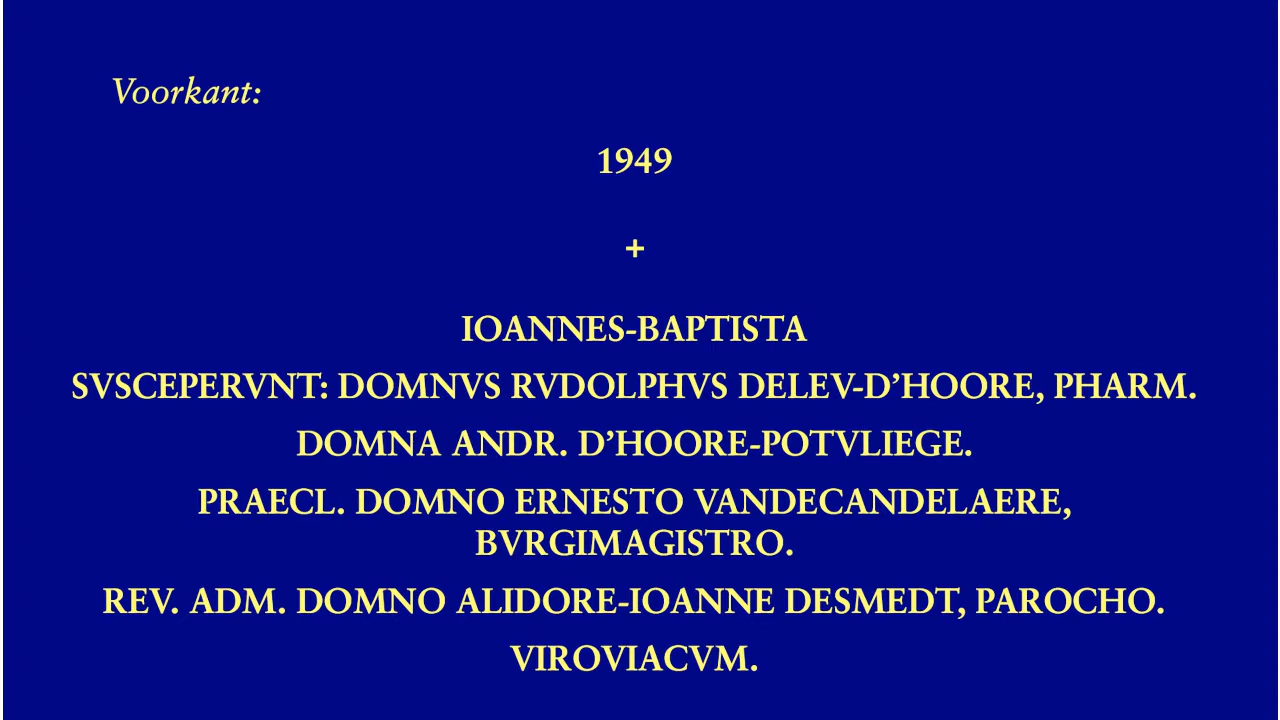 Voorkant:
1949
+
IOANNES-BAPTISTA
SVSCEPERVNT: DOMNVS RVDOLPHVS DELEV-D’HOORE, PHARM.
DOMNA ANDR. D’HOORE-POTVLIEGE.
PRAECL. DOMNO ERNESTO VANDECANDELAERE,
BVRGIMAGISTRO.
REV. ADM. DOMNO ALIDORE-IOANNE DESMEDT, PAROCHO.
VIROVIACVM.